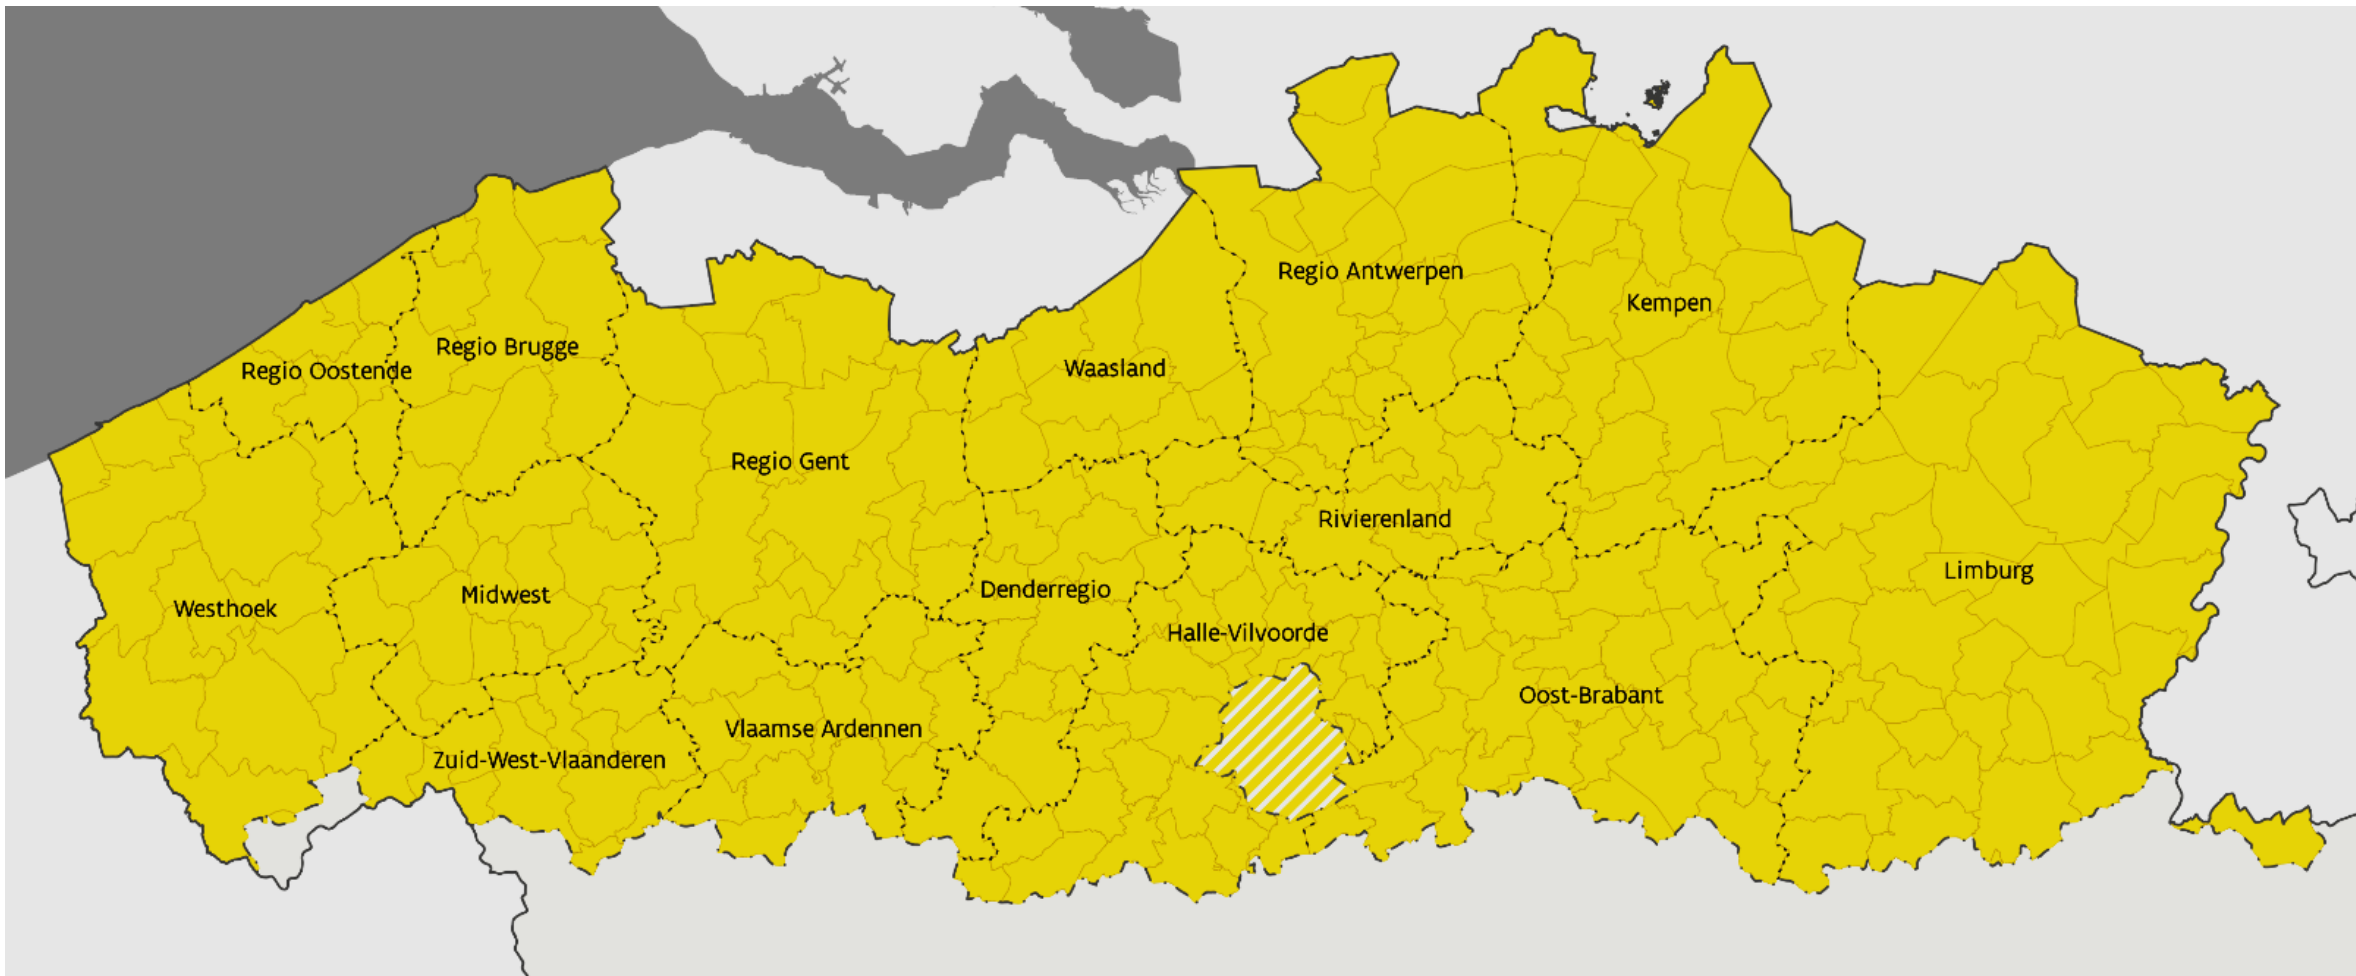 Regio Antwerpen
Kempen
Regio Brugge
Regio Oostende
Waasland
Regio Gent
Rivierenland
Limburg
Denderregio
Midwest
Westhoek
Halle-Vilvoorde
Oost-Brabant
Vlaamse Ardennen
Zuid-West-Vlaanderen